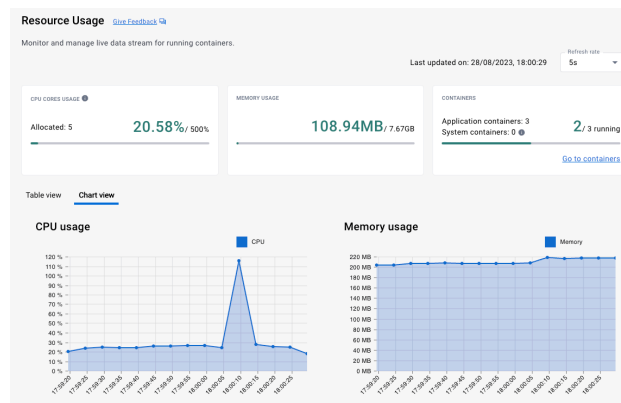 Resource Usage Give Feedback
Monitor and manage live data stream for running containers.
Last updated on: 28/08/2023, 18:00:29
Refresh rate
5s
CPU CORES USAGE
Allocated: 5
20.58% / 500%
MEMORY USAGE
108.94MB / 7.67GB
CONTAINERS
Application containers: 3
System containers: 0
2 / 3 running
Go to containers
Table view Chart view
CPU usage
CPU
120 %
110 %
100 %
90 %
80 %
70 %
60 %
50 %
40 %
30 %
20 %
10 %
0 %
17:59:20
17:59:25
17:59:30
17:59:35
17:59:40
17:59:45
17:59:50
17:59:55
18:00:00
18:00:05
18:00:10
18:00:15
18:00:20
18:00:25
Memory usage
Memory
220 MB
200 MB
180 MB
160 MB
140 MB
120 MB
100 MB
80 MB
60 MB
40 MB
20 MB
0 MB
17:59:20
17:59:25
17:59:30
17:59:35
17:59:40
17:59:45
17:59:50
17:59:55
18:00:00
18:00:05
18:00:10
18:00:15
18:00:20
18:00:25